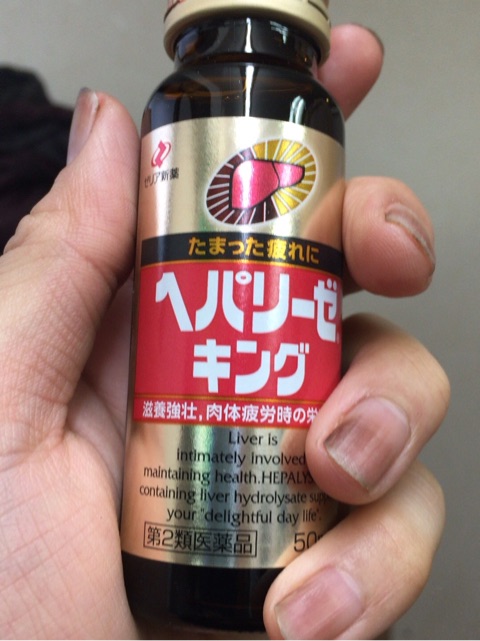 ゼリア新薬
たまった疲れに
ヘパリーゼ
キング
滋養強壮,肉体疲労時の栄
Liver is
intimately involved
maintaining health.HEPALYS
containing liver hydrolysate supp
your "delightful day life".
第2類医薬品
50